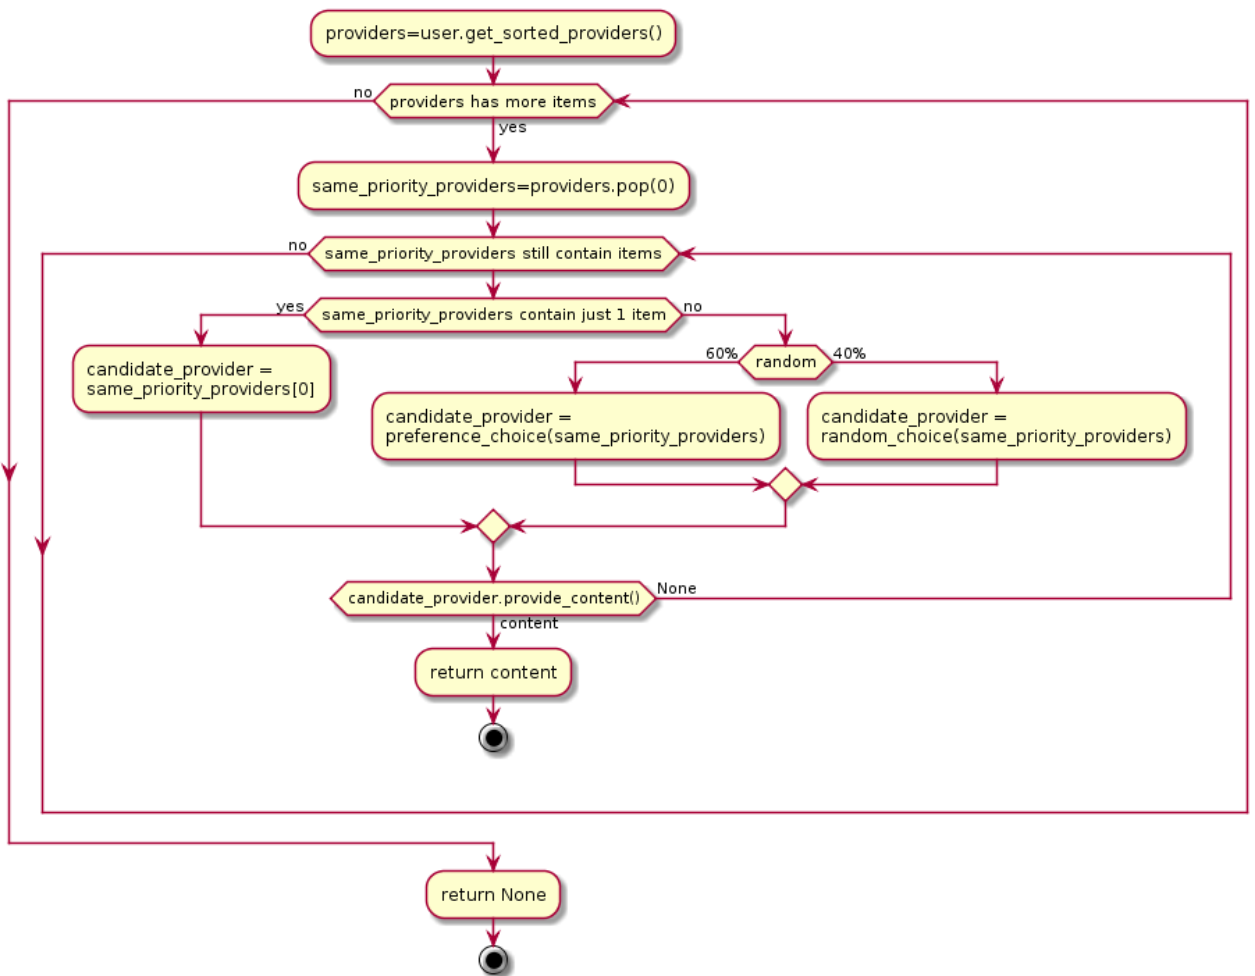 providers=user.get_sorted_providers()
no
providers has more items
yes
same_priority_providers=providers.pop(0)
no
same_priority_providers still contain items
yes
same_priority_providers contain just 1 item
no
candidate_provider =
same_priority_providers[0]
60%
random
40%
candidate_provider =
preference_choice(same_priority_providers)
candidate_provider =
random_choice(same_priority_providers)
candidate_provider.provide_content()
None
content
return content
return None